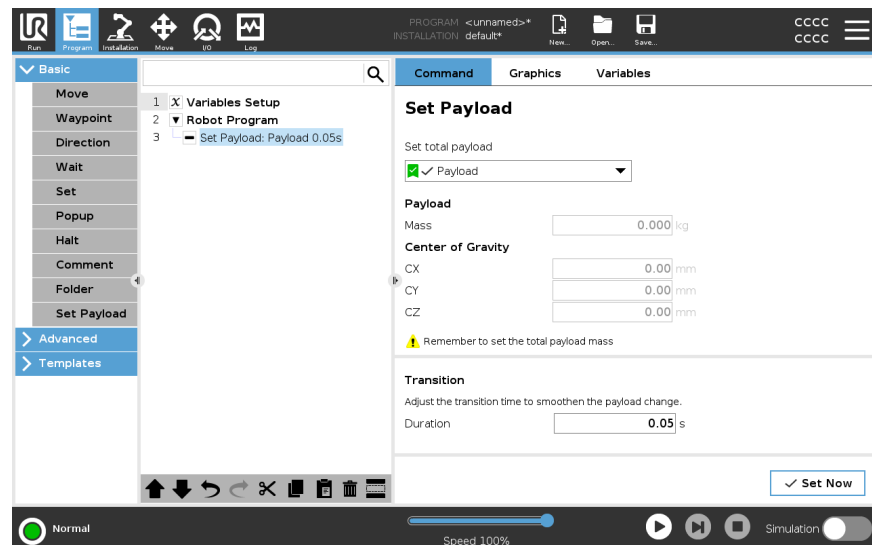 UR
PROGRAM <unnamed>*
INSTALLATION default*
Run Program Installation Move I/O Log New... Open... Save...
CCCC
CCCC
Basic
Move
Waypoint
Direction
Wait
Set
Popup
Halt
Comment
Folder
Set Payload
Advanced
Templates
1 X Variables Setup
2 Robot Program
3 Set Payload: Payload 0.05s
Command Graphics Variables
Set Payload
Set total payload
Payload
Payload
Mass 0.000 kg
Center of Gravity
CX 0.00 mm
CY 0.00 mm
CZ 0.00 mm
Remember to set the total payload mass
Transition
Adjust the transition time to smoothen the payload change.
Duration 0.05 s
Set Now
Normal
Speed 100%
Simulation